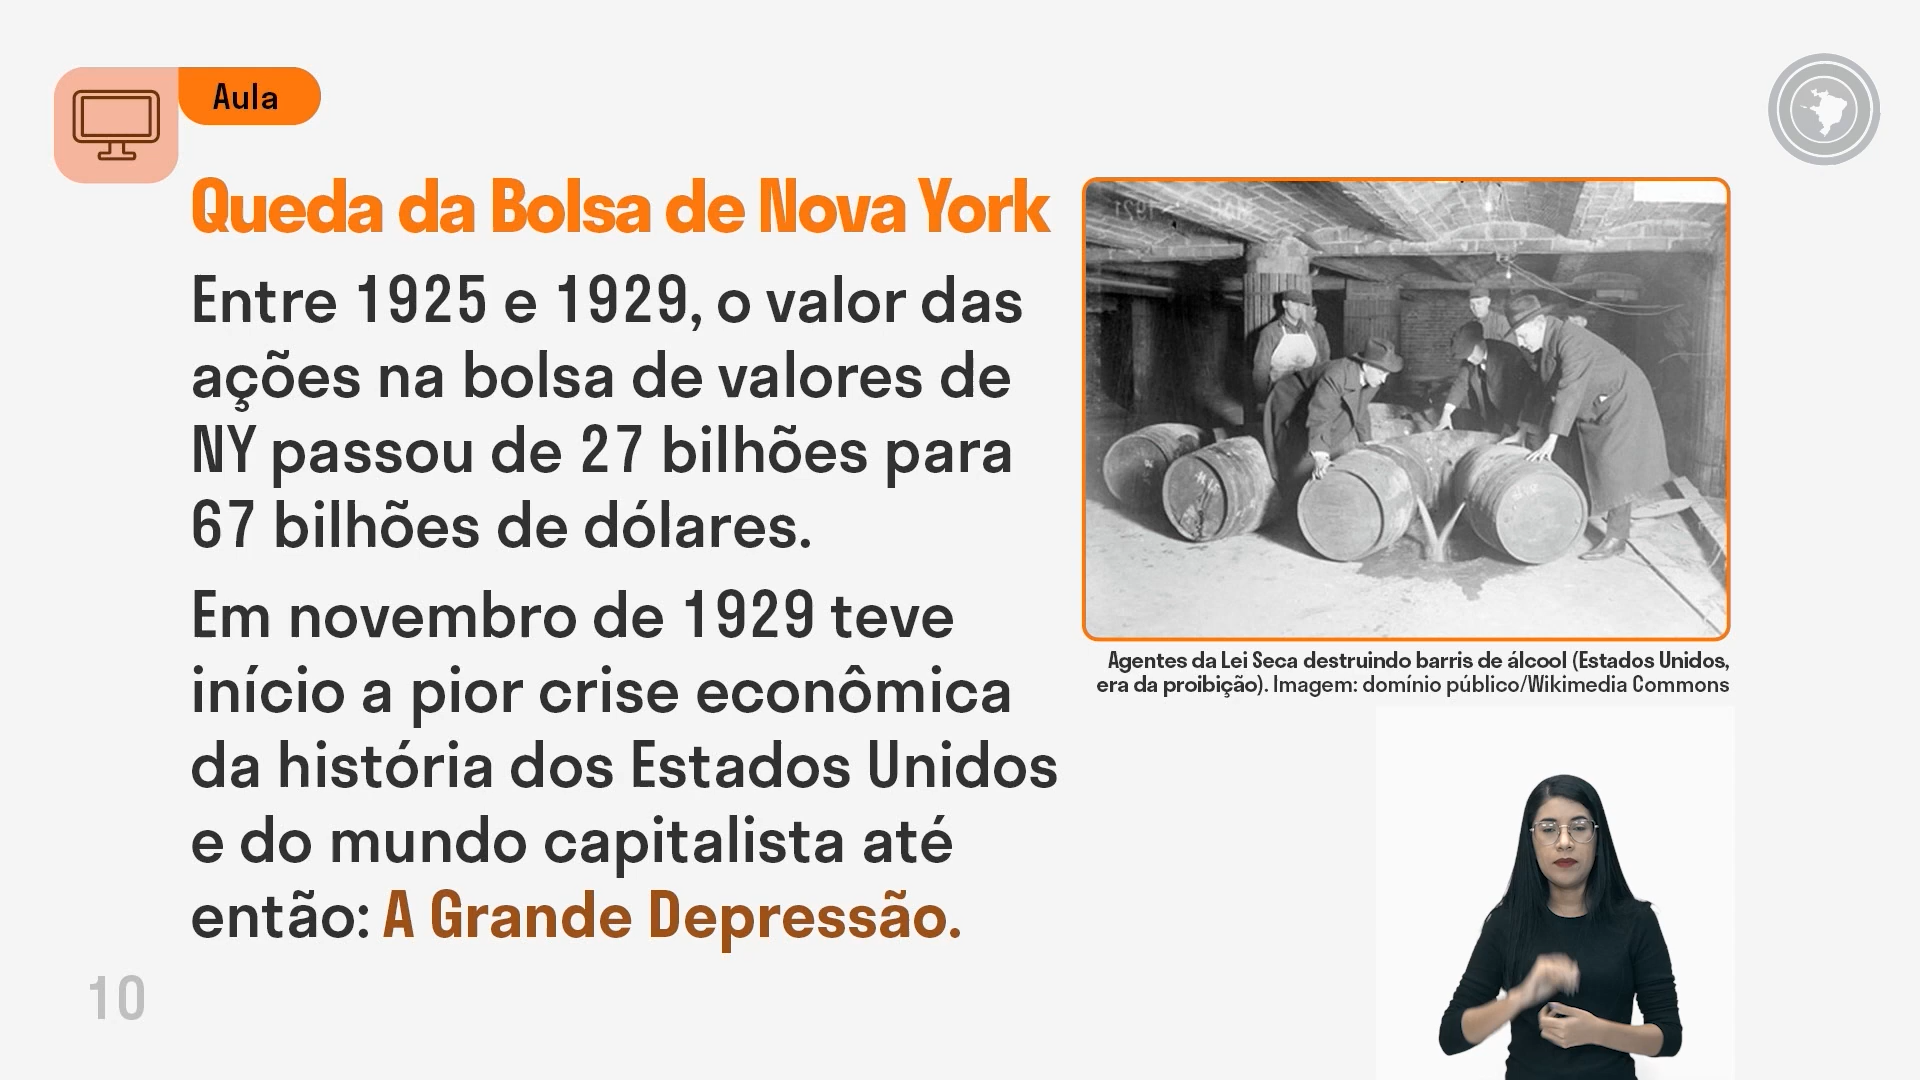 Aula
Queda da Bolsa de Nova York
Entre 1925 e 1929, o valor das
ações na bolsa de valores de
NY passou de 27 bilhões para
67 bilhões de dólares.
Em novembro de 1929 teve
início a pior crise econômica
da história dos Estados Unidos
e do mundo capitalista até
então: A Grande Depressão.
Agentes da Lei Seca destruindo barris de álcool (Estados Unidos,
era da proibição). Imagem: domínio público/Wikimedia Commons
10